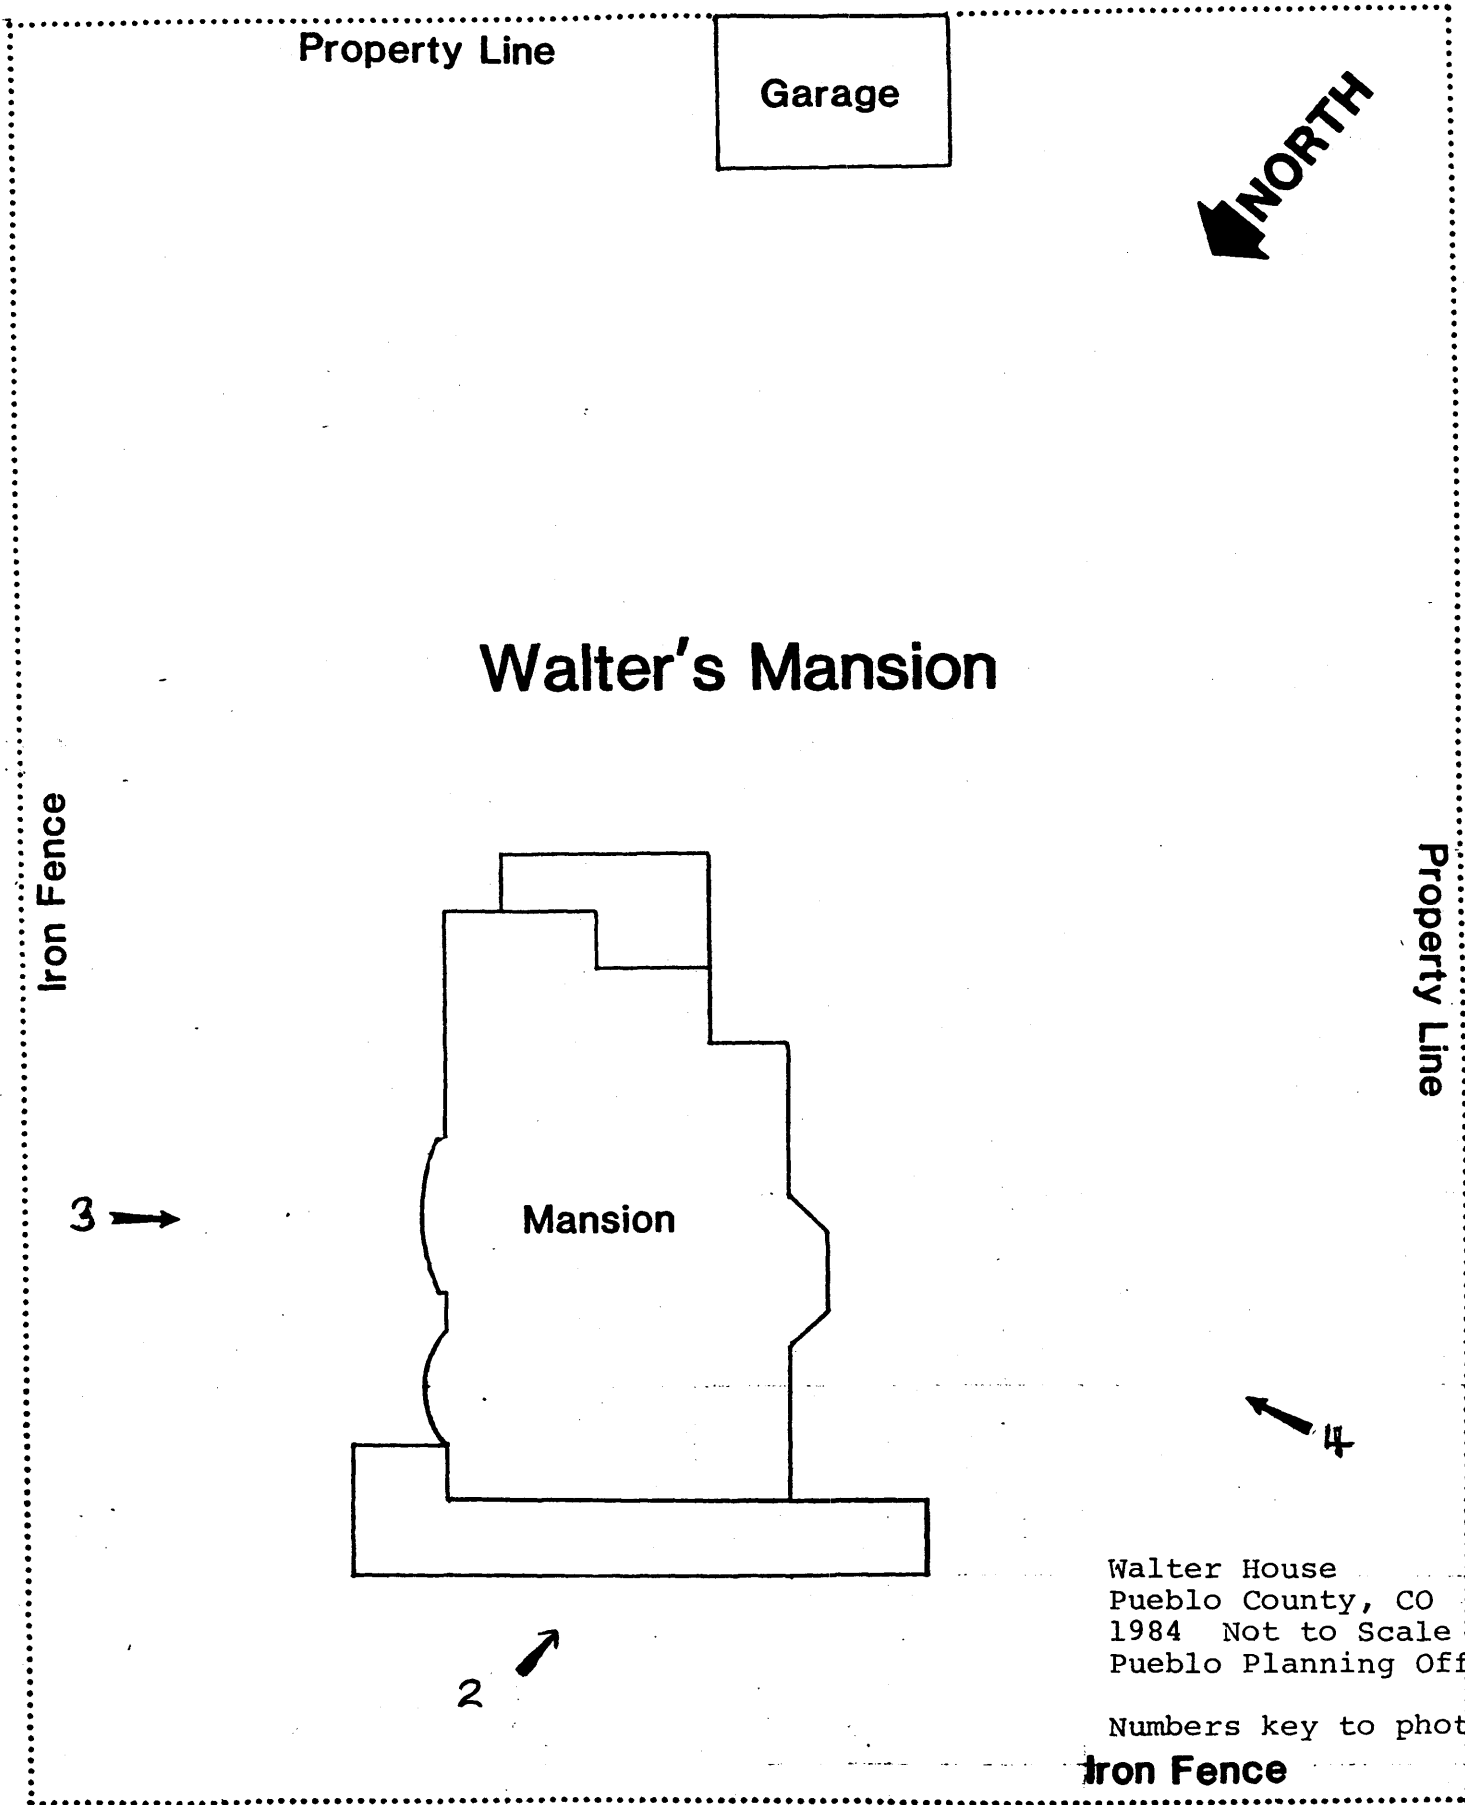 Property Line
Garage
NORTH
Walter's Mansion
Iron Fence
Property Line
3
Mansion
4
Walter House
Pueblo County, CO
1984 Not to Scale
Pueblo Planning Off
2
Numbers key to phot
Iron Fence